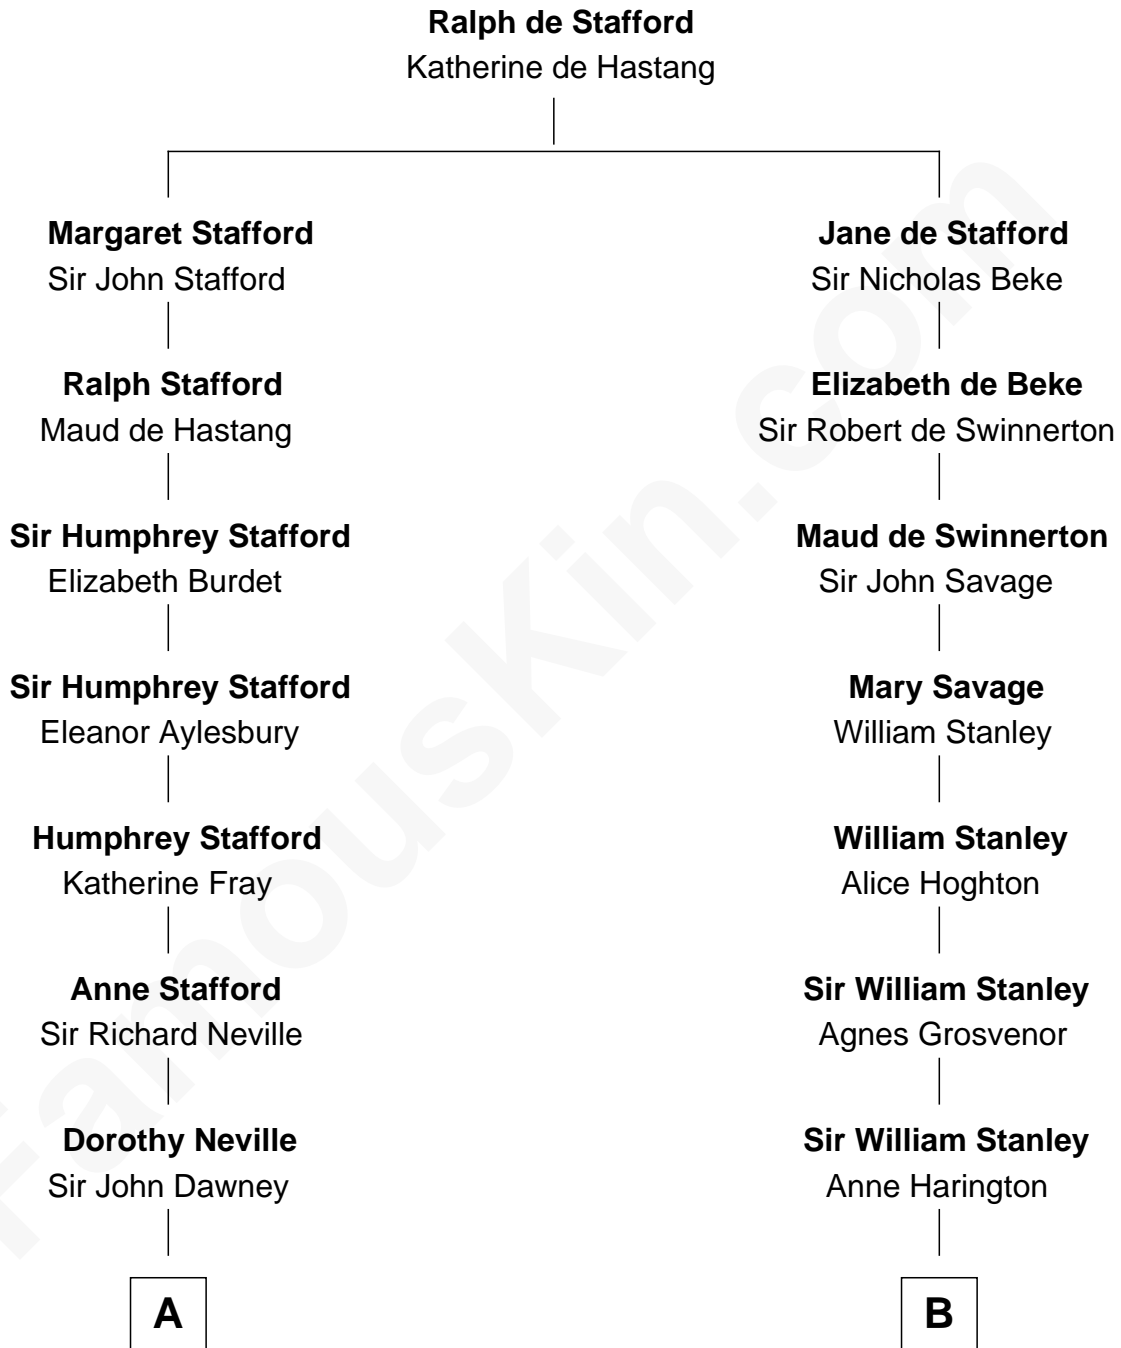 Ralph de Stafford
Katherine de Hastang
Margaret Stafford
Sir John Stafford
Jane de Stafford
Sir Nicholas Beke
Ralph Stafford
Maud de Hastang
Elizabeth de Beke
Sir Robert de Swinnerton
Sir Humphrey Stafford
Elizabeth Burdet
Maud de Swinnerton
Sir John Savage
Sir Humphrey Stafford
Eleanor Aylesbury
Mary Savage
William Stanley
Humphrey Stafford
Katherine Fray
William Stanley
Alice Hoghton
Anne Stafford
Sir Richard Neville
Sir William Stanley
Agnes Grosvenor
Dorothy Neville
Sir John Dawney
Sir William Stanley
Anne Harington
A
B
FamousKin.com